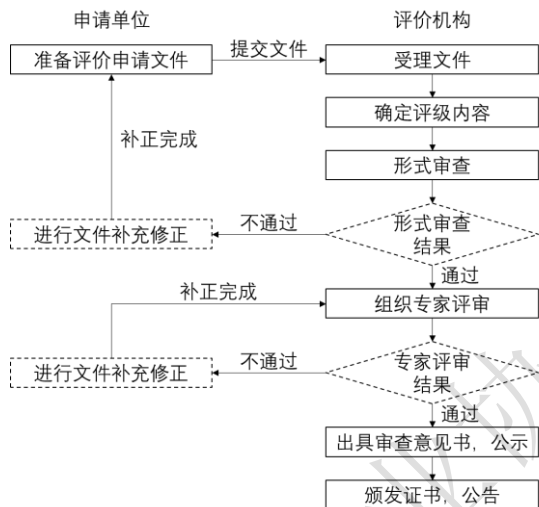 申请单位
评价机构
准备评价申请文件
提交文件
受理文件
确定评级内容
补正完成
形式审查
进行文件补充修正
不通过
形式审查
结果
通过
补正完成
组织专家评审
进行文件补充修正
不通过
专家评审
结果
通过
出具审查意见书，公示
颁发证书，公告
业协